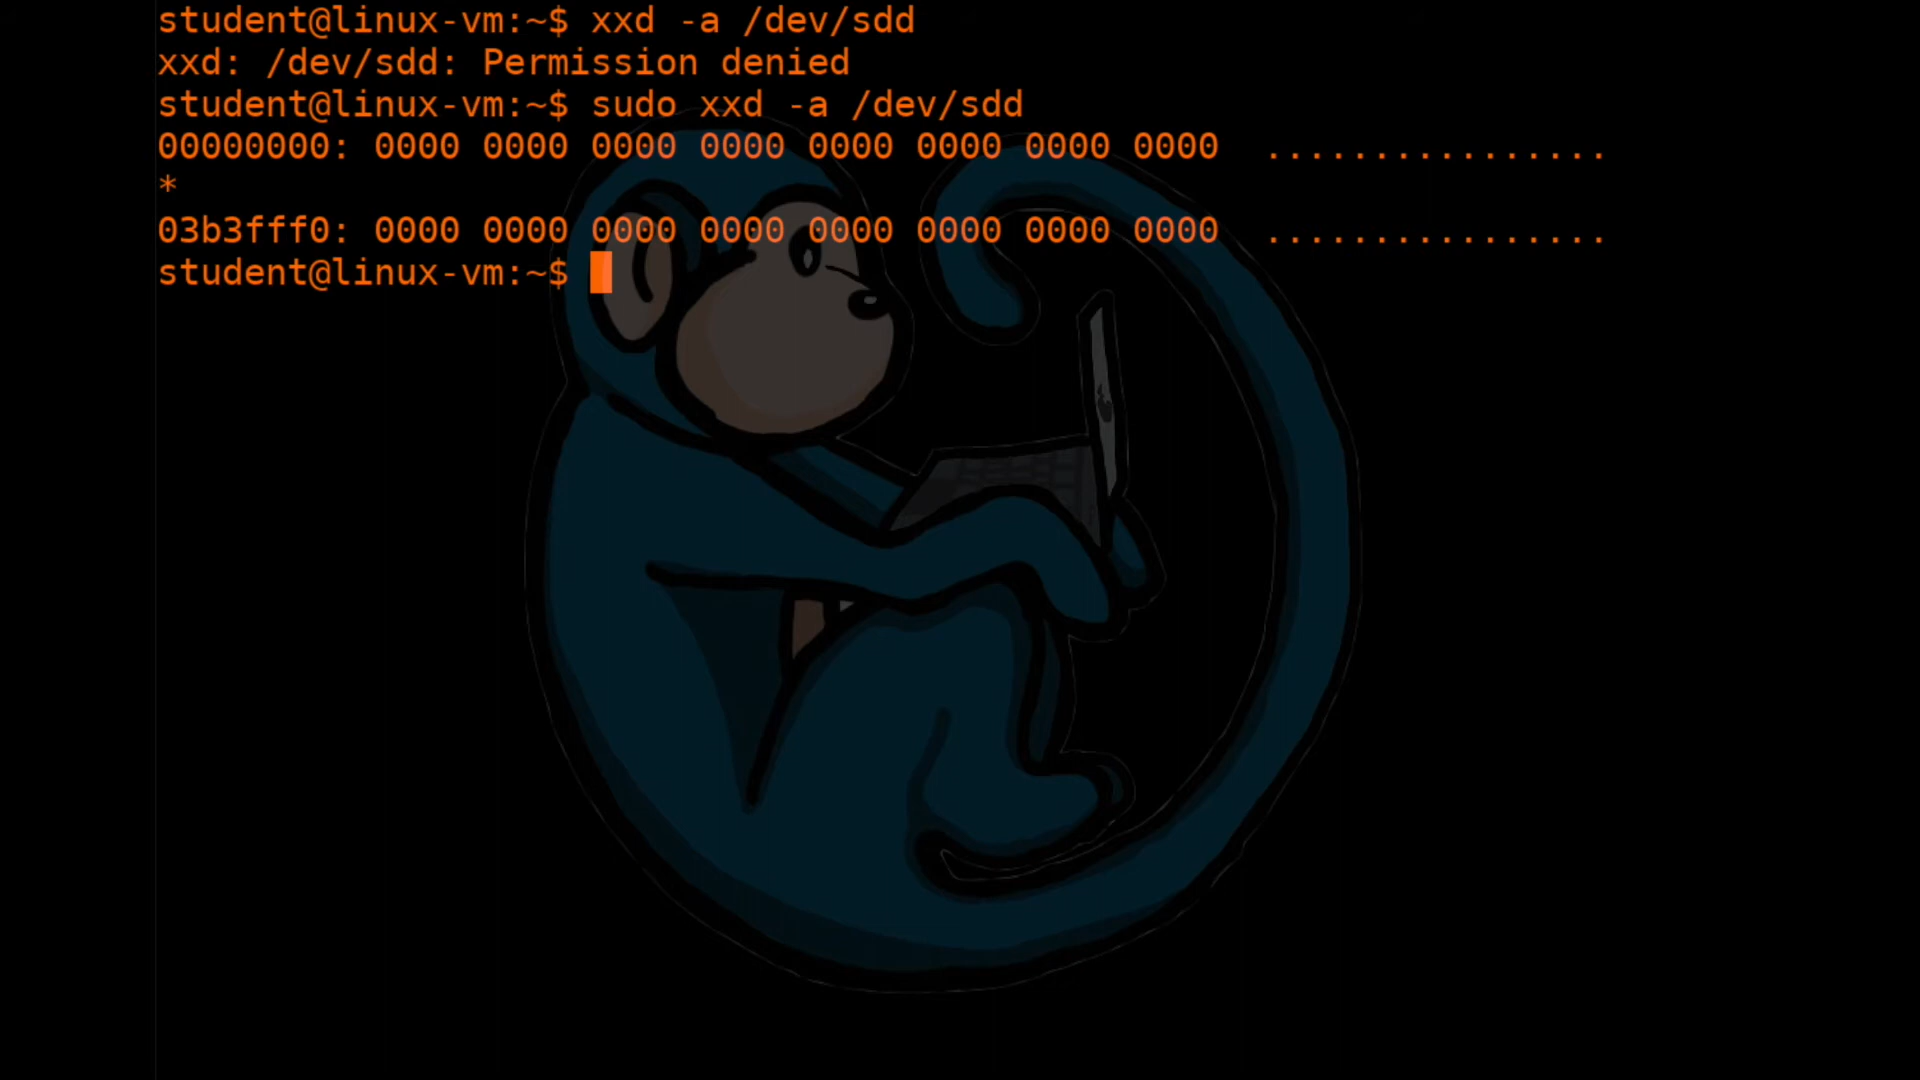 student@linux-vm:~$ xxd -a /dev/sdd
xxd: /dev/sdd: Permission denied
student@linux-vm:~$ sudo xxd -a /dev/sdd
00000000: 0000 0000 0000 0000 0000 0000 0000 0000  ................
*
03b3fff0: 0000 0000 0000 0000 0000 0000 0000 0000  ................
student@linux-vm:~$